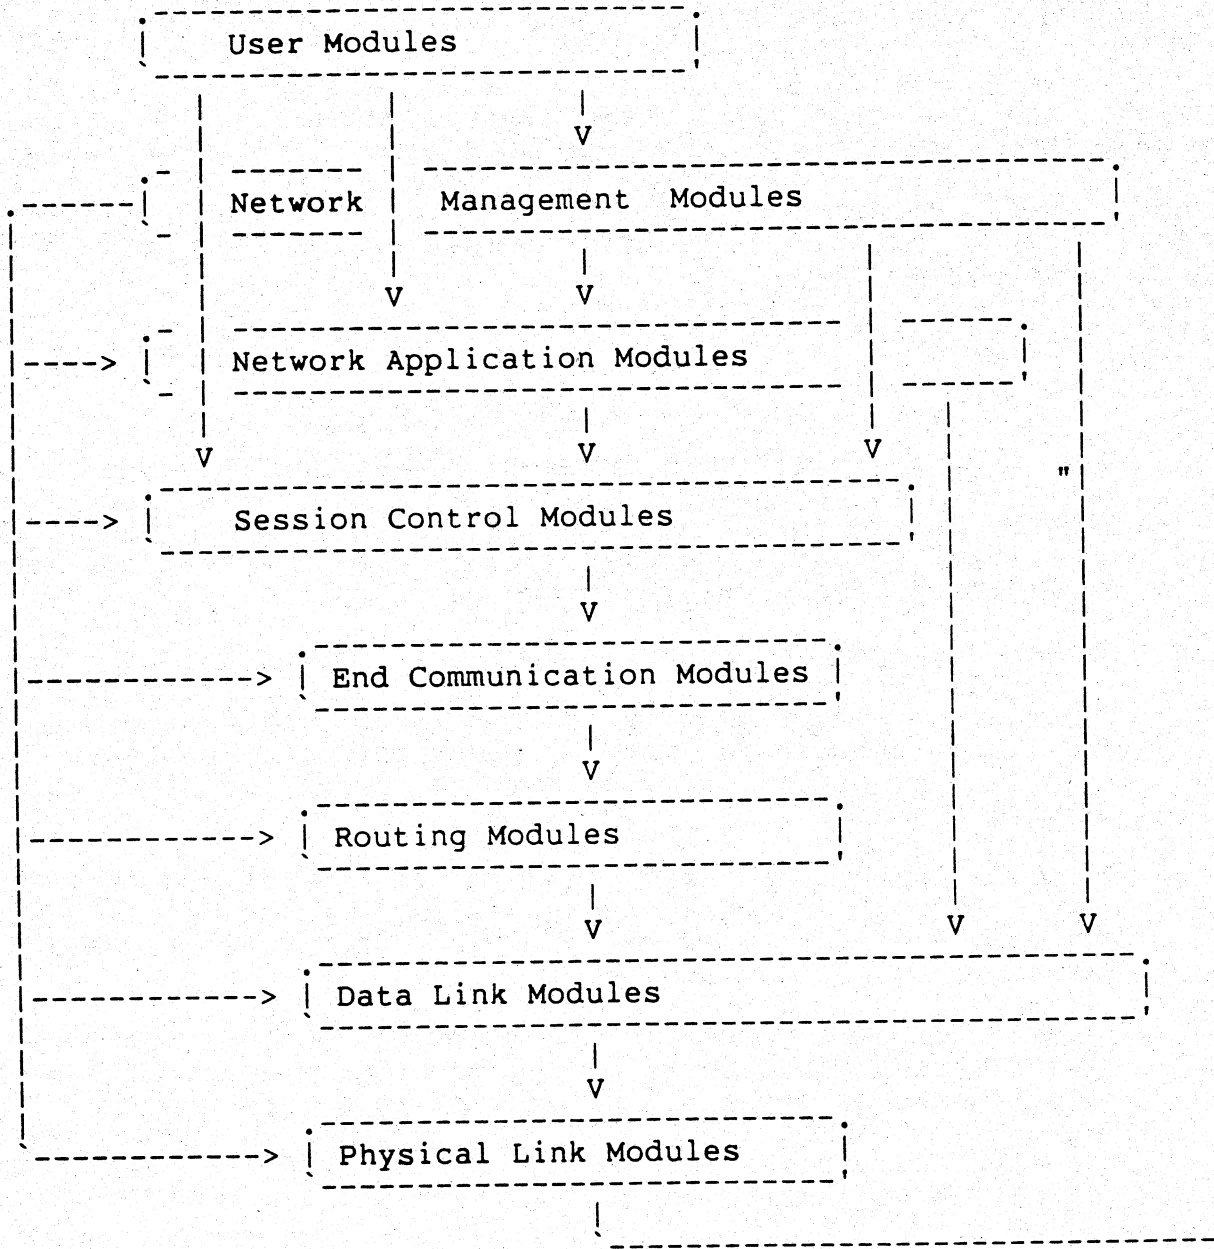 User Modules
Network Management Modules
Network Application Modules
Session Control Modules
End Communication Modules
Routing Modules
Data Link Modules
Physical Link Modules